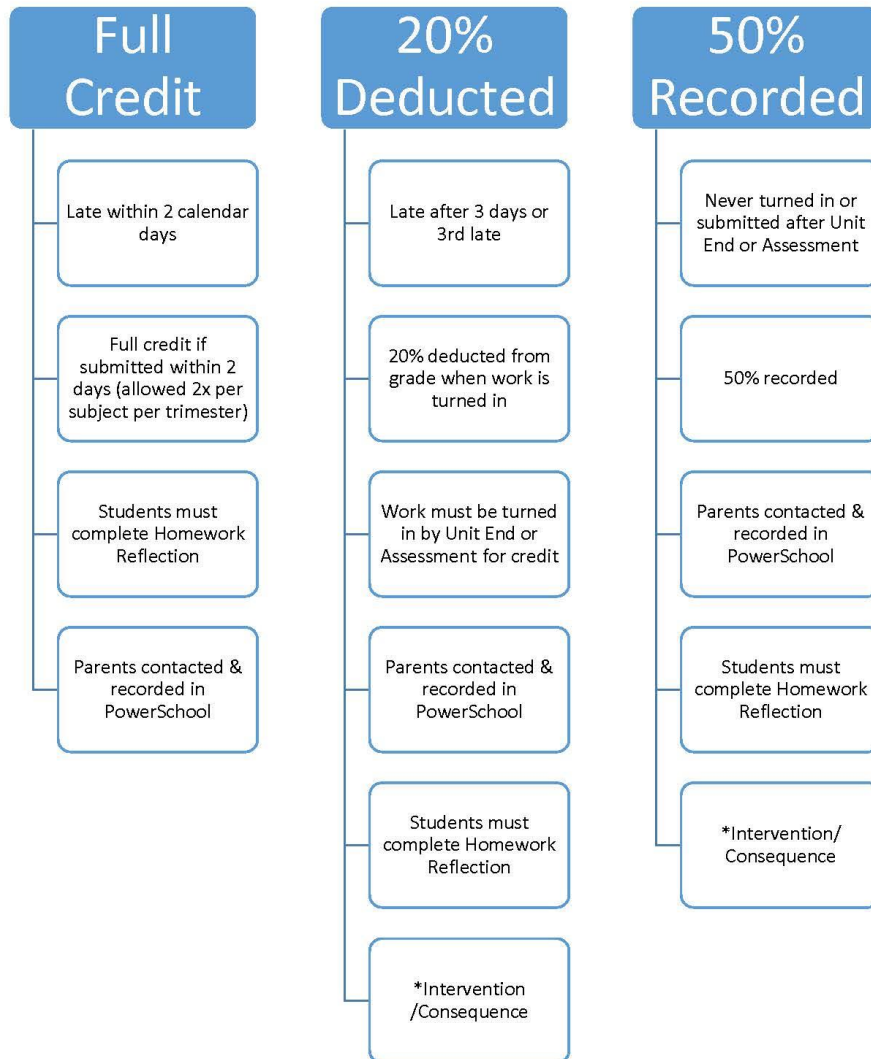 Full
Credit
Late within 2 calendar
days
Full credit if
submitted within 2
days (allowed 2x per
subject per trimester)
Students must
complete Homework
Reflection
Parents contacted &
recorded in
PowerSchool
20%
Deducted
Late after 3 days or
3rd late
20% deducted from
grade when work is
turned in
Work must be turned
in by Unit End or
Assessment for credit
Parents contacted &
recorded in
PowerSchool
Students must
complete Homework
Reflection
*Intervention
/Consequence
50%
Recorded
Never turned in or
submitted after Unit
End or Assessment
50% recorded
Parents contacted &
recorded in
PowerSchool
Students must
complete Homework
Reflection
*Intervention/
Consequence